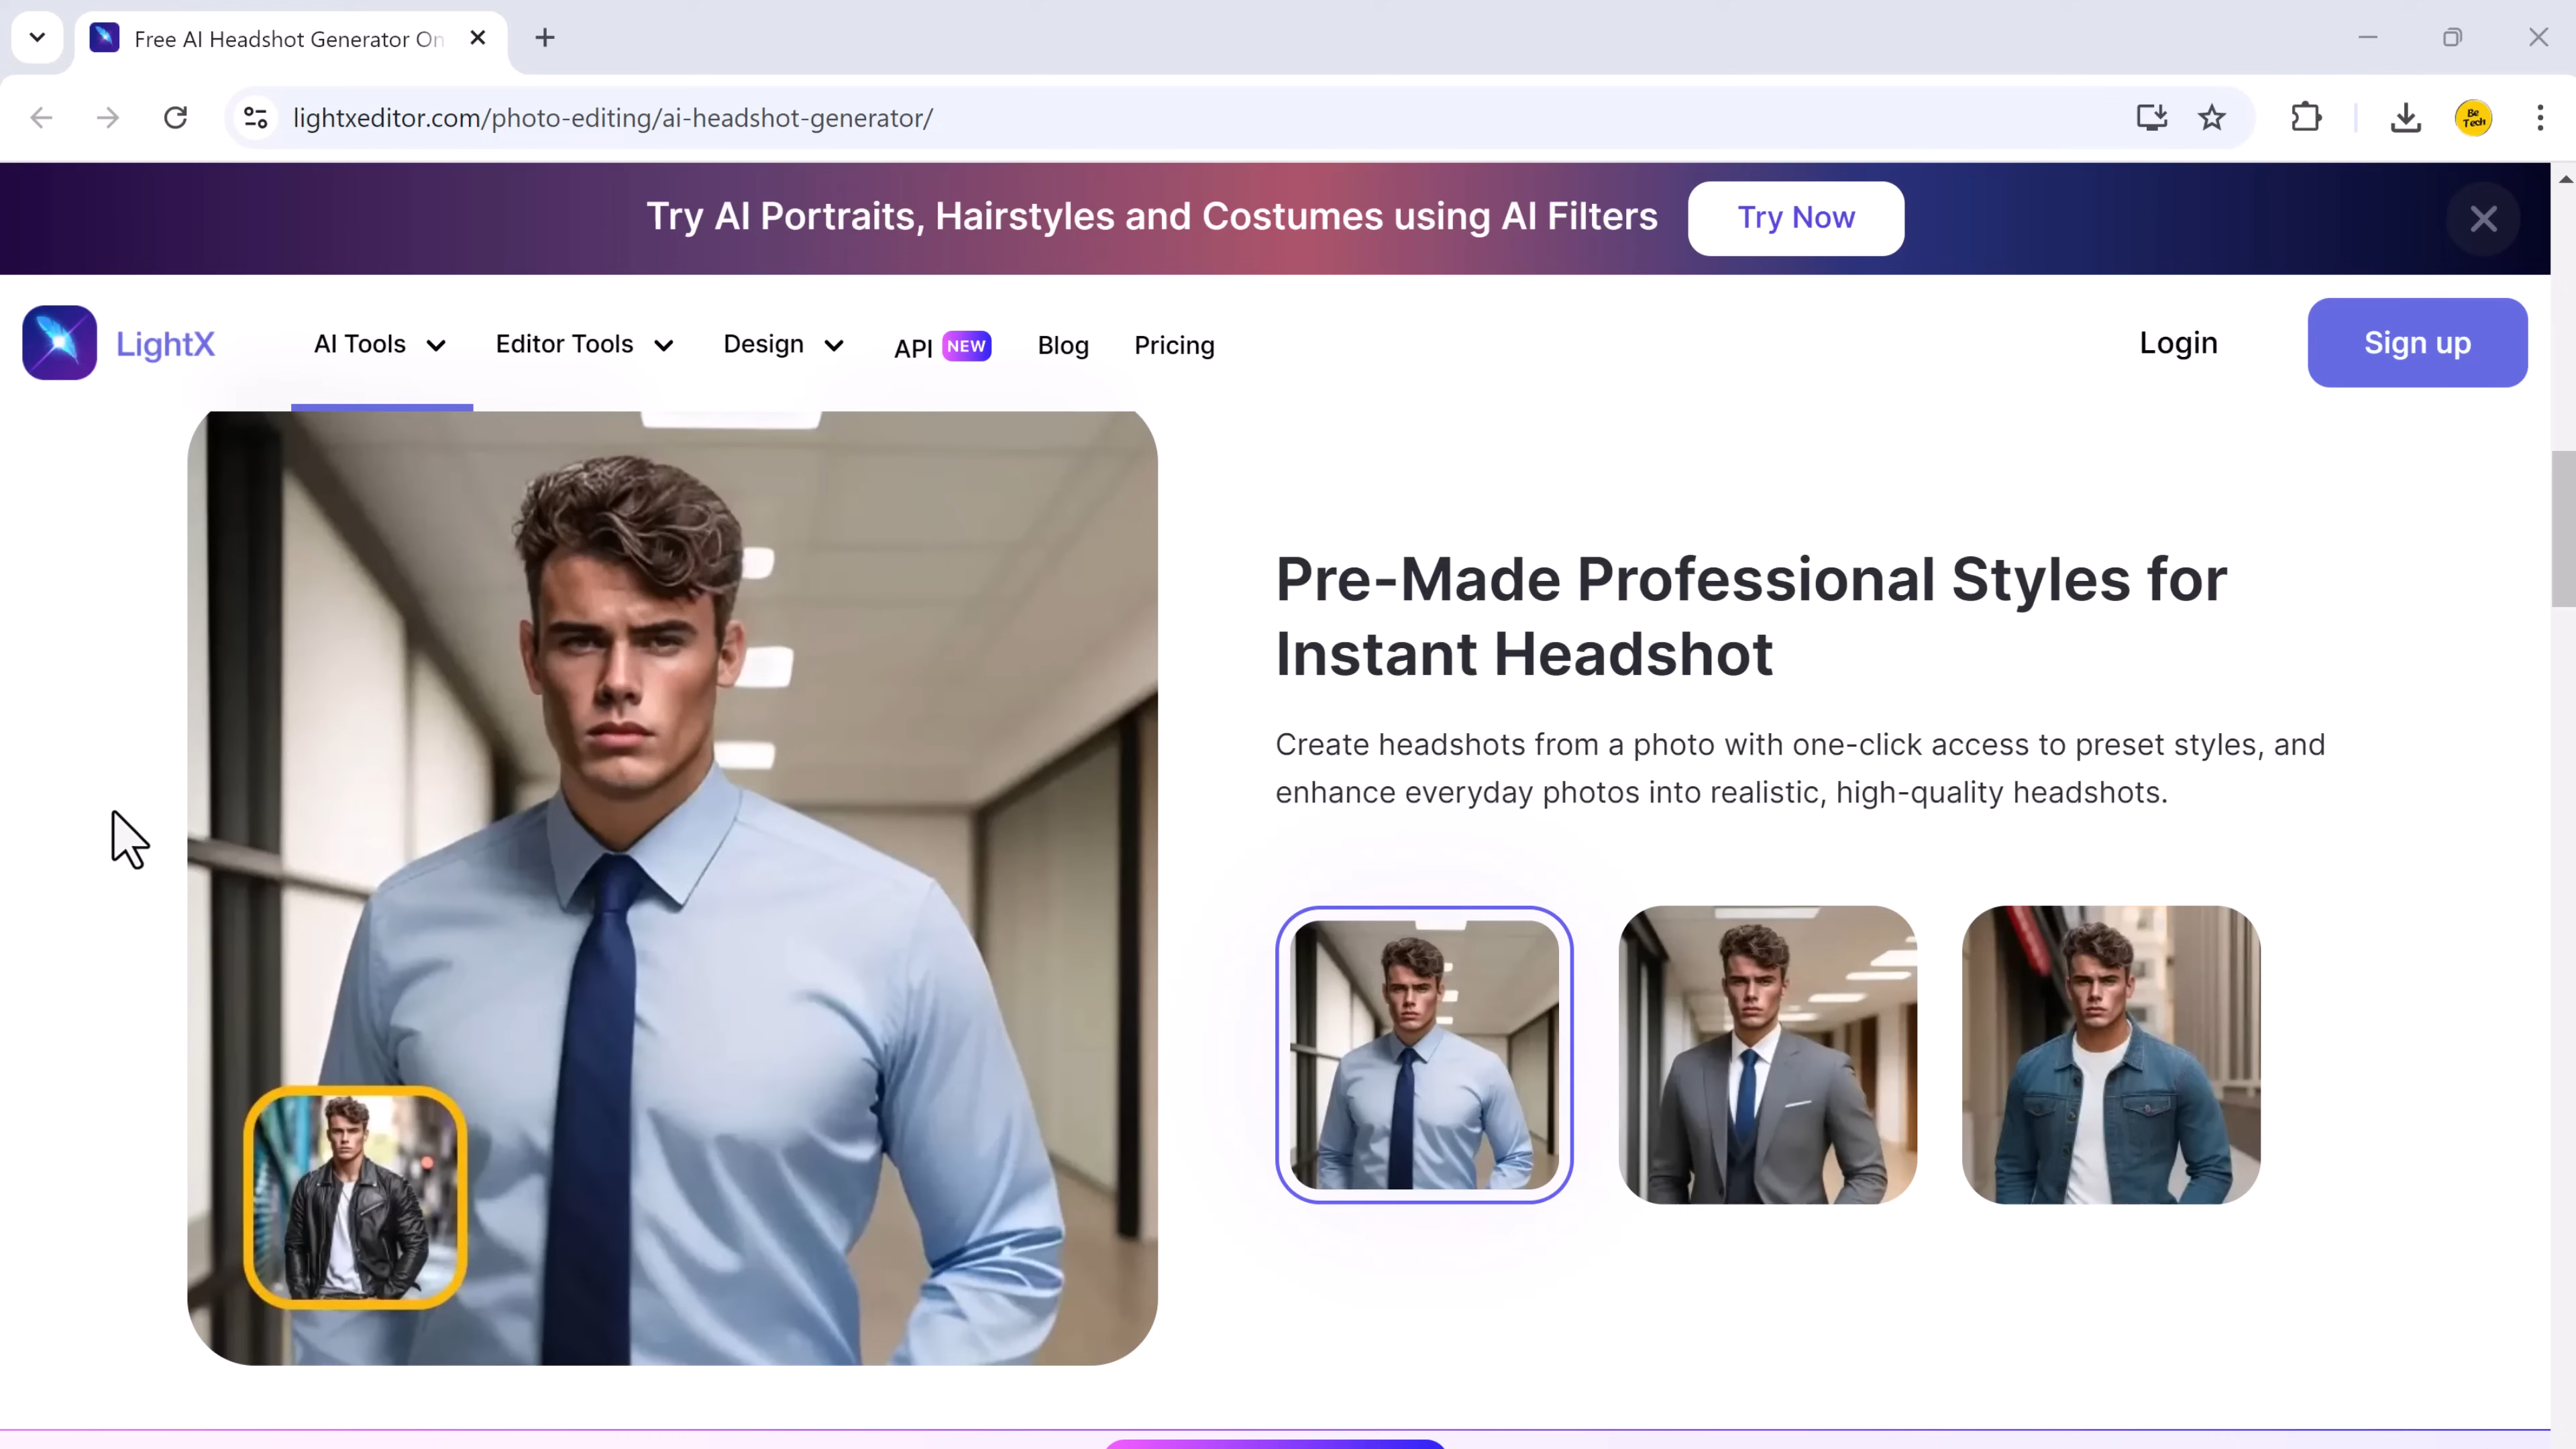 Free AI Headshot Generator On
lightxeditor.com/photo-editing/ai-headshot-generator/
Be
Tech
Try AI Portraits, Hairstyles and Costumes using AI Filters Try Now
LightX AI Tools Editor Tools Design API NEW Blog Pricing Login Sign up
Pre-Made Professional Styles for
Instant Headshot
Create headshots from a photo with one-click access to preset styles, and
enhance everyday photos into realistic, high-quality headshots.